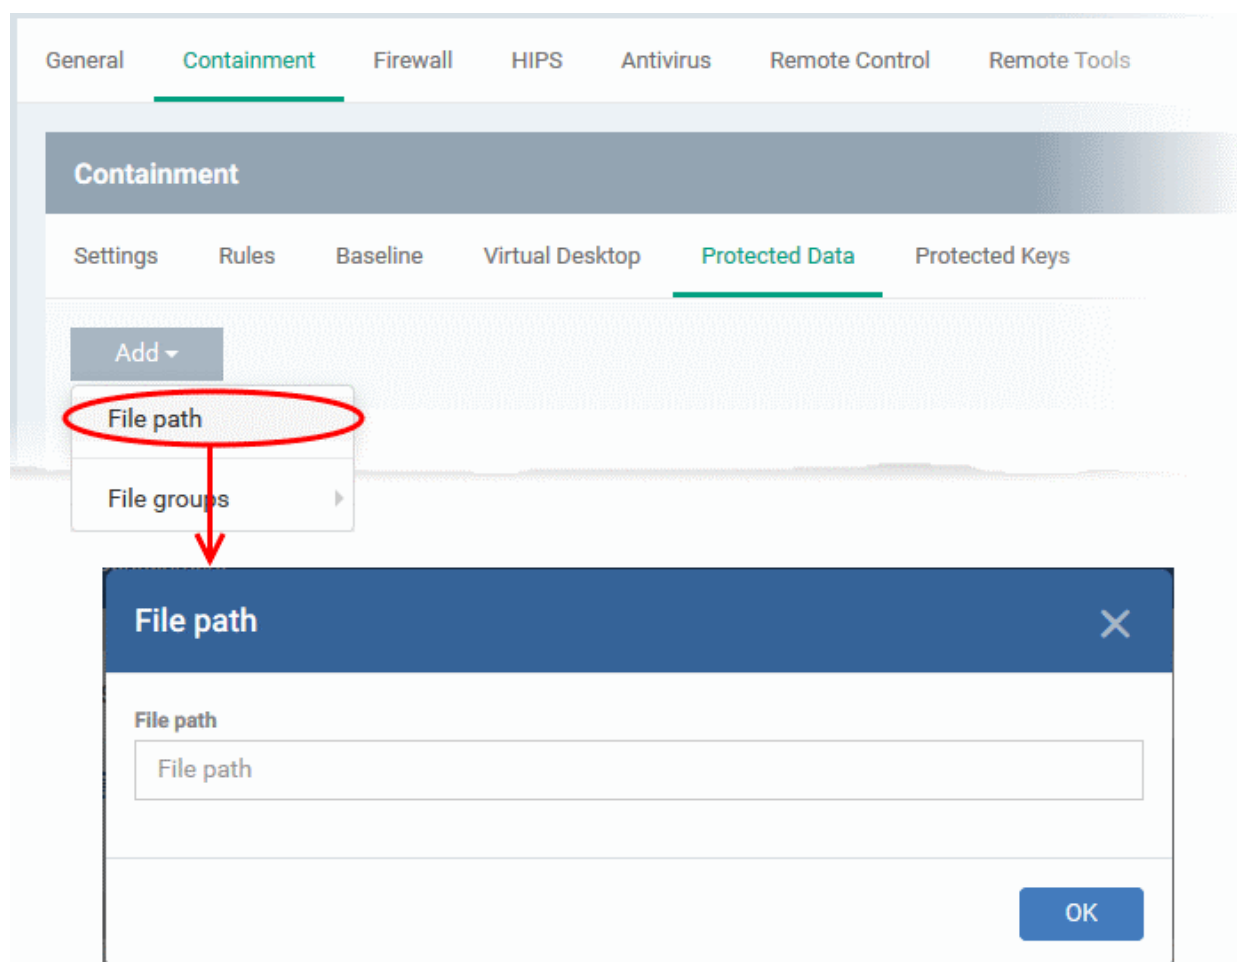 General Containment Firewall HIPS Antivirus Remote Control Remote Tools
Containment
Settings Rules Baseline Virtual Desktop Protected Data Protected Keys
Add
File path
File groups
File path
File path
File path
OK